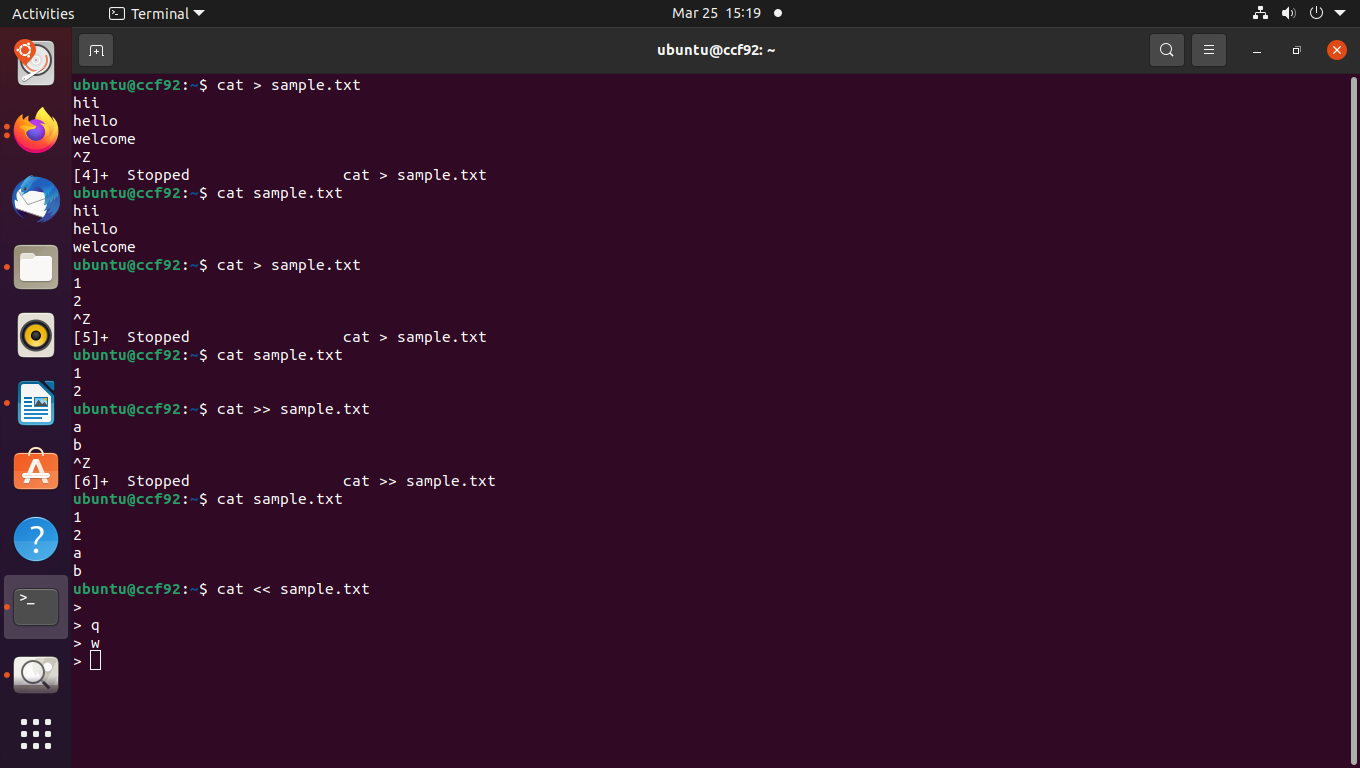 Activities Terminal Mar 25 15:19
ubuntu@ccf92: ~
ubuntu@ccf92:~$ cat > sample.txt
hii
hello
welcome
^Z
[4]+  Stopped                 cat > sample.txt
ubuntu@ccf92:~$ cat sample.txt
hii
hello
welcome
ubuntu@ccf92:~$ cat > sample.txt
1
2
^Z
[5]+  Stopped                 cat > sample.txt
ubuntu@ccf92:~$ cat sample.txt
1
2
ubuntu@ccf92:~$ cat >> sample.txt
a
b
^Z
[6]+  Stopped                 cat >> sample.txt
ubuntu@ccf92:~$ cat sample.txt
1
2
a
b
ubuntu@ccf92:~$ cat << sample.txt
>
> q
> w
>